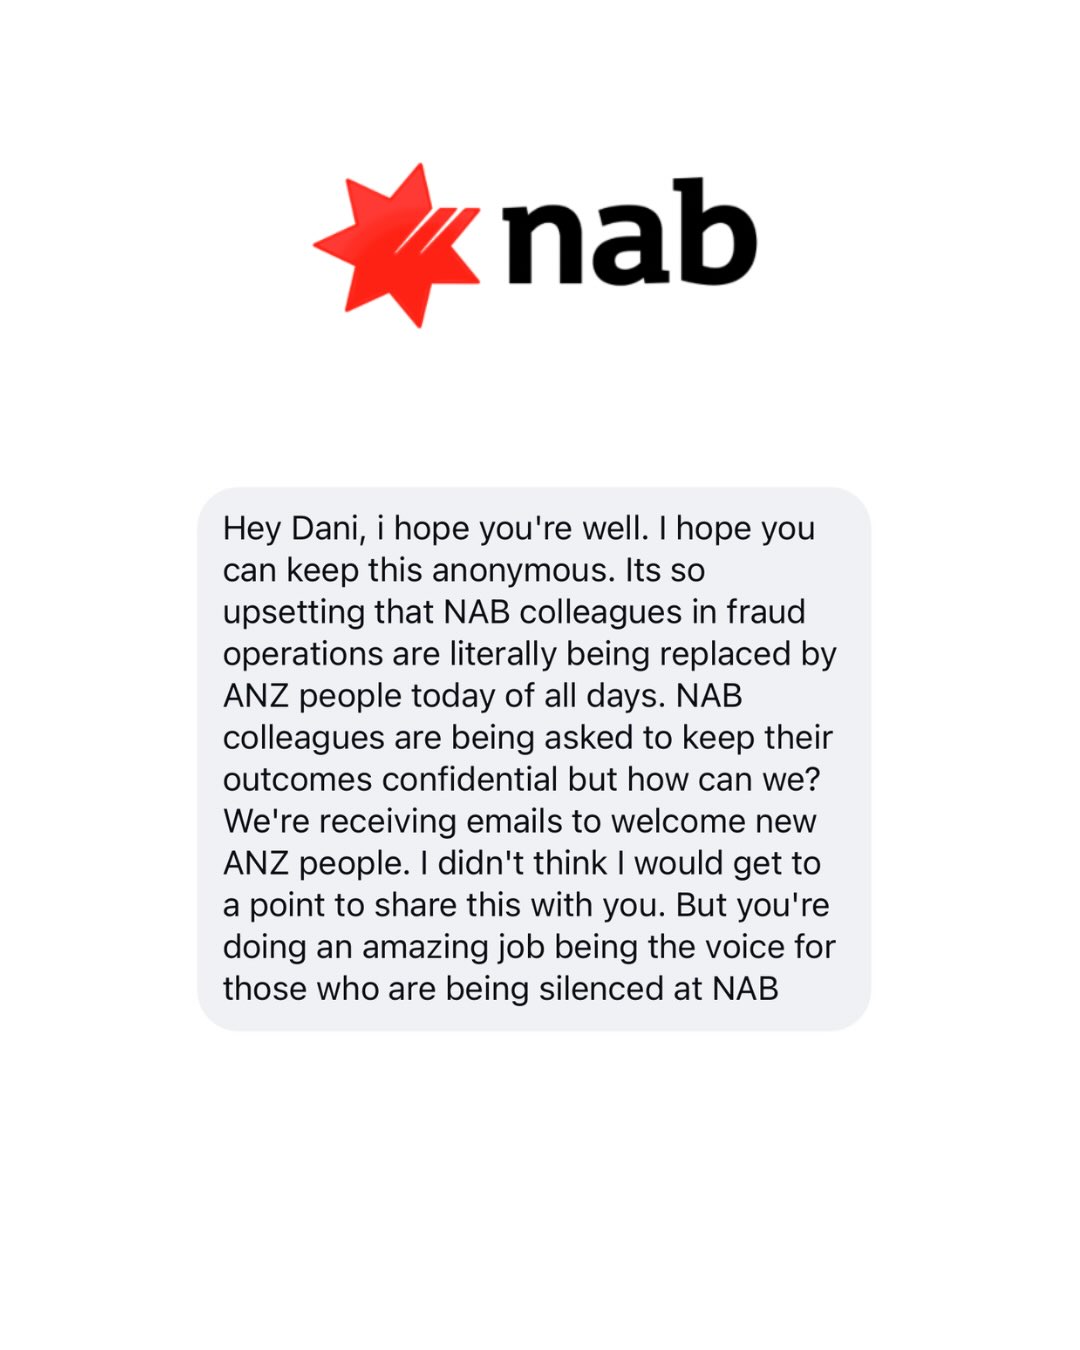 nab
Hey Dani, i hope you're well. I hope you
can keep this anonymous. Its so
upsetting that NAB colleagues in fraud
operations are literally being replaced by
ANZ people today of all days. NAB
colleagues are being asked to keep their
outcomes confidential but how can we?
We're receiving emails to welcome new
ANZ people. I didn't think I would get to
a point to share this with you. But you're
doing an amazing job being the voice for
those who are being silenced at NAB